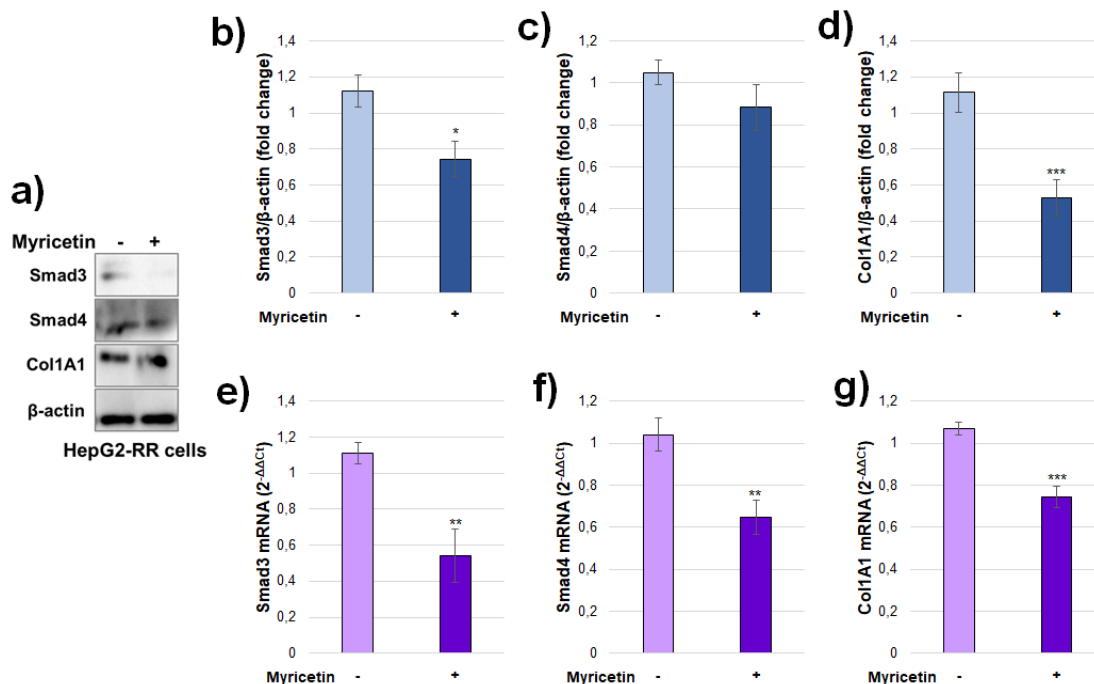 a)
Myricetin - +
Smad3
Smad4
Col1A1
β-actin
HepG2-RR cells
b)
Smad3/β-actin (fold change)
1,4
1,2
1
0,8
0,6
0,4
0,2
0
*
Myricetin - +
c)
Smad4/β-actin (fold change)
1,2
1
0,8
0,6
0,4
0,2
0
Myricetin - +
d)
Col1A1/β-actin (fold change)
1,4
1,2
1
0,8
0,6
0,4
0,2
0
***
Myricetin - +
e)
Smad3 mRNA (2-ΔΔCt)
1,4
1,2
1
0,8
0,6
0,4
0,2
0
**
Myricetin - +
f)
Smad4 mRNA (2-ΔΔCt)
1,2
1
0,8
0,6
0,4
0,2
0
**
Myricetin - +
g)
Col1A1 mRNA (2-ΔΔCt)
1,2
1
0,8
0,6
0,4
0,2
0
***
Myricetin - +